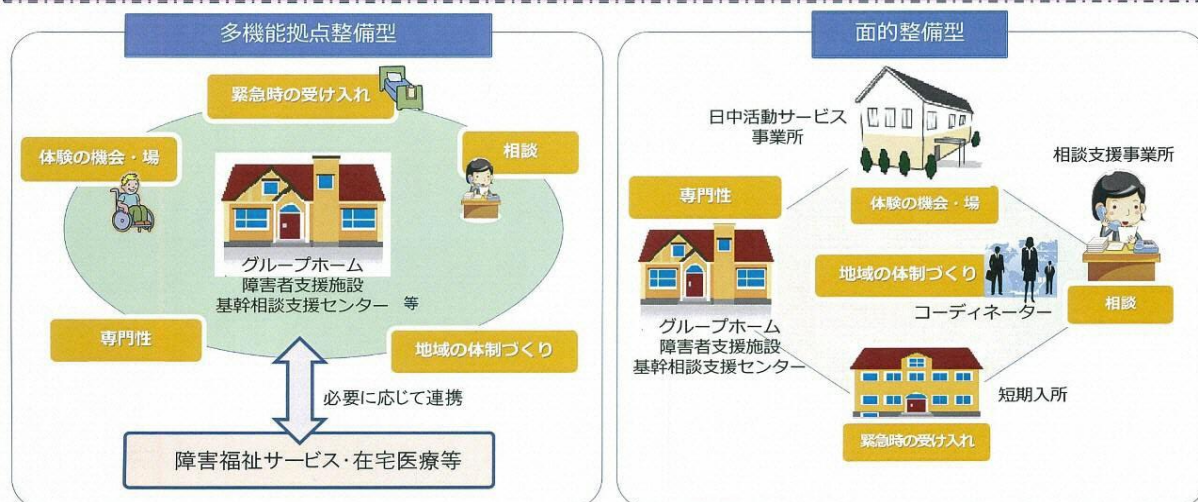 多機能拠点整備型
緊急時の受け入れ
体験の機会・場
相談
グループホーム
障害者支援施設
基幹相談支援センター 等
専門性
地域の体制づくり
必要に応じて連携
障害福祉サービス・在宅医療等
面的整備型
日中活動サービス
事業所
相談支援事業所
専門性
体験の機会・場
地域の体制づくり
コーディネーター
相談
グループホーム
障害者支援施設
基幹相談支援センター
短期入所
緊急時の受け入れ